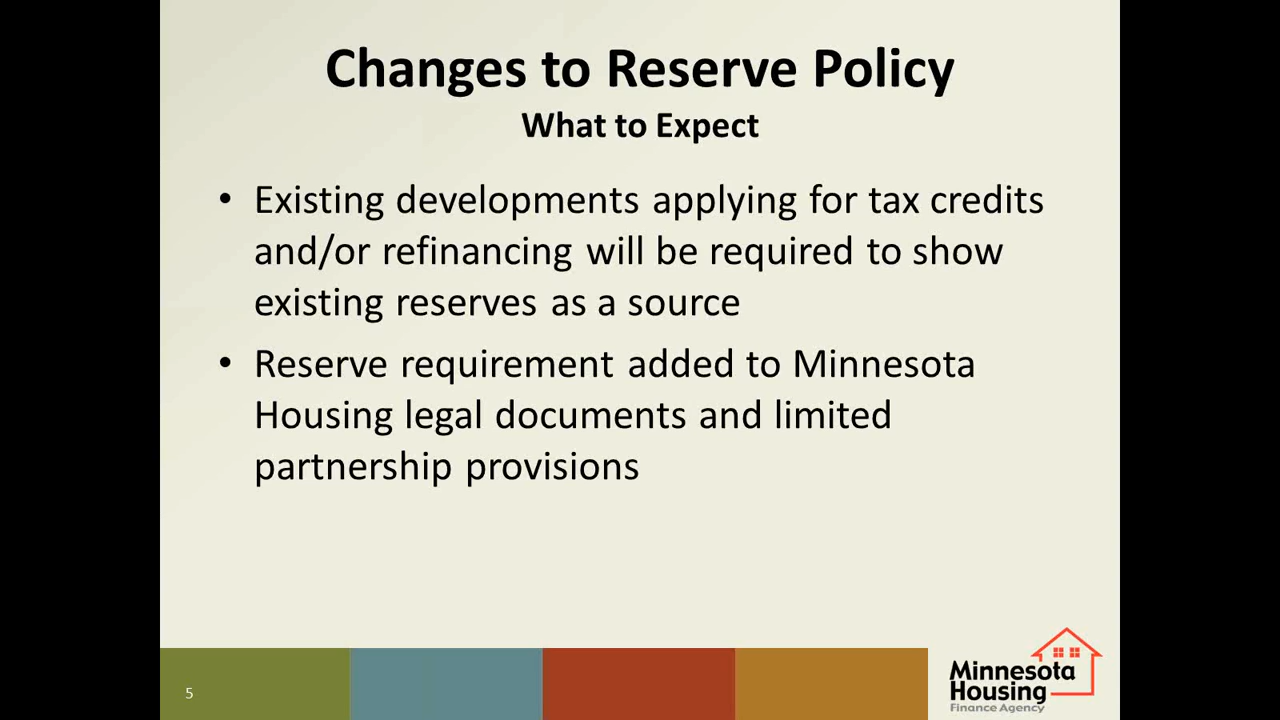 Changes to Reserve Policy
What to Expect
• Existing developments applying for tax credits
and/or refinancing will be required to show
existing reserves as a source
• Reserve requirement added to Minnesota
Housing legal documents and limited
partnership provisions
5
Minnesota
Housing
Finance Agency